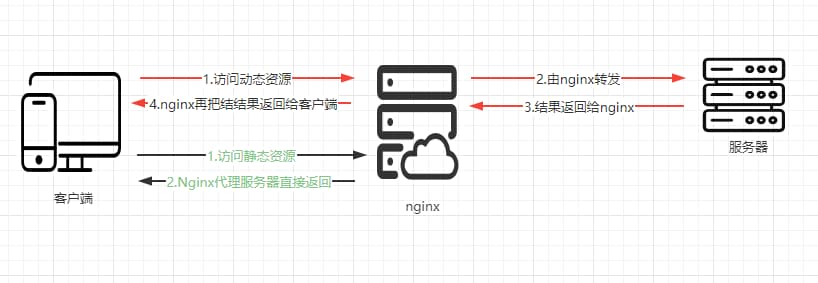 1.访问动态资源
2.由nginx转发
4.nginx再把结结果返回给客户端
3.结果返回给nginx
服务器
1.访问静态资源
2.Nginx代理服务器直接返回
客户端
nginx